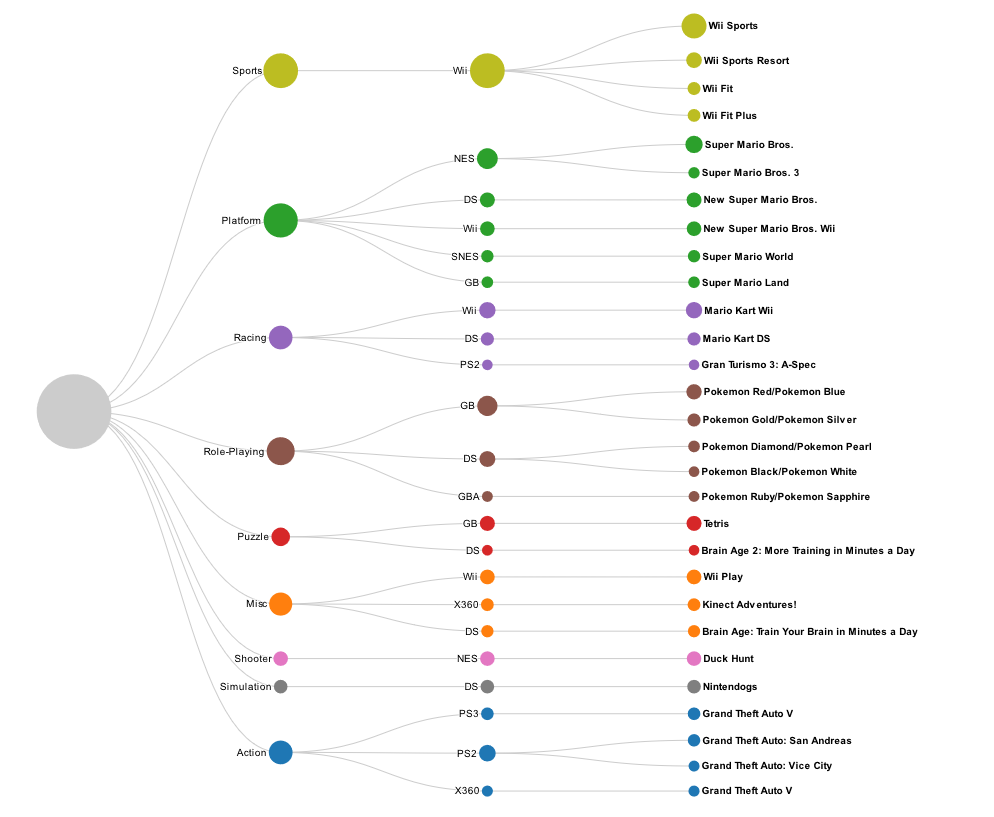 Sports
Wii
Wii Sports
Wii Sports Resort
Wii Fit
Wii Fit Plus
Platform
NES
Super Mario Bros.
Super Mario Bros. 3
DS
New Super Mario Bros.
Wii
New Super Mario Bros. Wii
SNES
Super Mario World
GB
Super Mario Land
Racing
Wii
Mario Kart Wii
DS
Mario Kart DS
PS2
Gran Turismo 3: A-Spec
Role-Playing
GB
Pokemon Red/Pokemon Blue
Pokemon Gold/Pokemon Silver
DS
Pokemon Diamond/Pokemon Pearl
Pokemon Black/Pokemon White
GBA
Pokemon Ruby/Pokemon Sapphire
Puzzle
GB
Tetris
DS
Brain Age 2: More Training in Minutes a Day
Misc
Wii
Wii Play
X360
Kinect Adventures!
DS
Brain Age: Train Your Brain in Minutes a Day
Shooter
NES
Duck Hunt
Simulation
DS
Nintendogs
Action
PS3
Grand Theft Auto V
PS2
Grand Theft Auto: San Andreas
Grand Theft Auto: Vice City
X360
Grand Theft Auto V